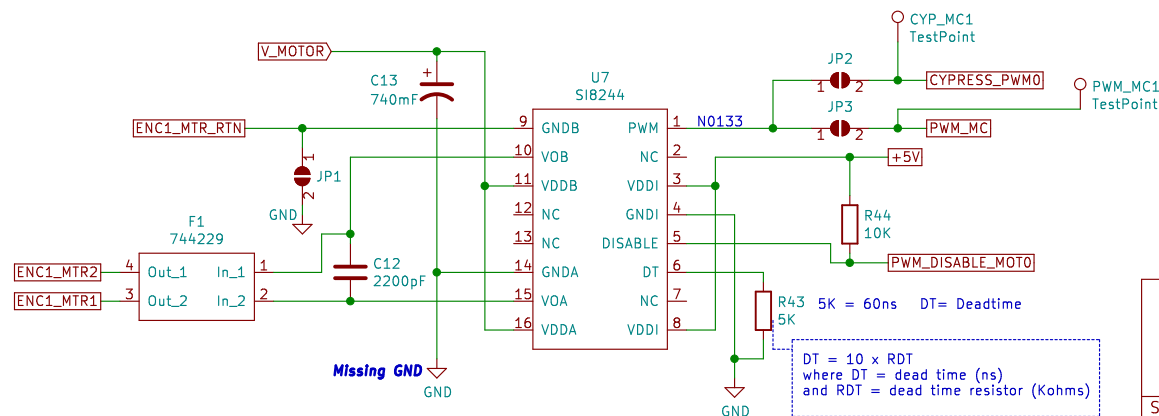 CYP_MC1
TestPoint
V_MOTOR
C13
740mF
+
U7
SI8244
JP2
1 2
CYPRESS_PWM0
PWM_MC1
TestPoint
ENC1_MTR_RTN
9 GNDB
PWM 1
N0133
JP3
1 2
PWM_MC
10 VOB
NC 2
+5V
1
JP1
2
GND
11 VDDB
VDDI 3
12 NC
GNDI 4
R44
10K
13 NC
DISABLE 5
PWM_DISABLE_MOT0
F1
744229
ENC1_MTR2
4 Out_1
In_1 1
C12
2200pF
14 GNDA
DT 6
ENC1_MTR1
3 Out_2
In_2 2
15 VOA
NC 7
R43
5K
5K = 60ns DT= Deadtime
16 VDDA
VDDI 8
Missing GND
GND
DT = 10 x RDT
where DT = dead time (ns)
and RDT = dead time resistor (Kohms)
GND
S